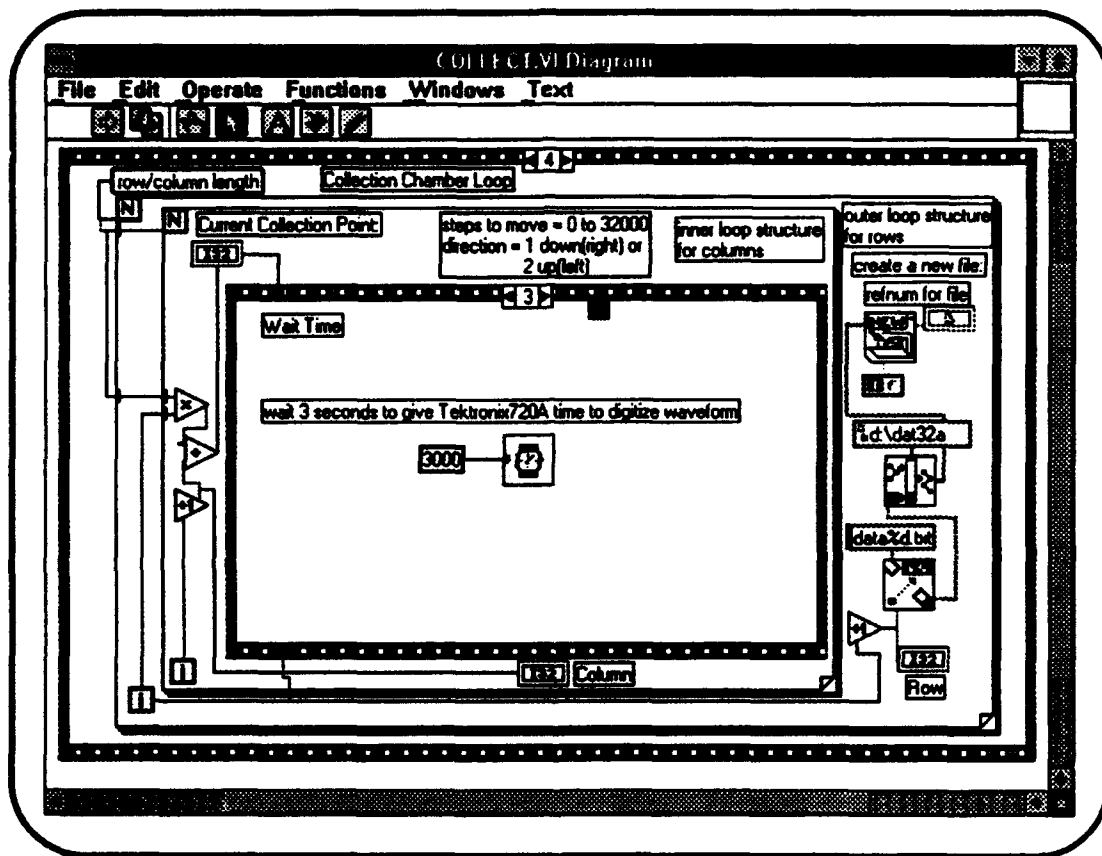 COLLECT.VI Diagram
File Edit Operate Functions Windows Text
4
row/column length
Collection Chamber Loop
N
N
Current Collection Point:
steps to move = 0 to 32000
direction = 1 down(right) or
2 up(left)
inner loop structure
for columns
outer loop structure
for rows
create a new file:
refnum for file
I32
3
Wait Time
wait 3 seconds to give Tektronix720A time to digitize waveform
3000
d:\dat32a
data%d.txt
I32
Column
I32
Row
i
i